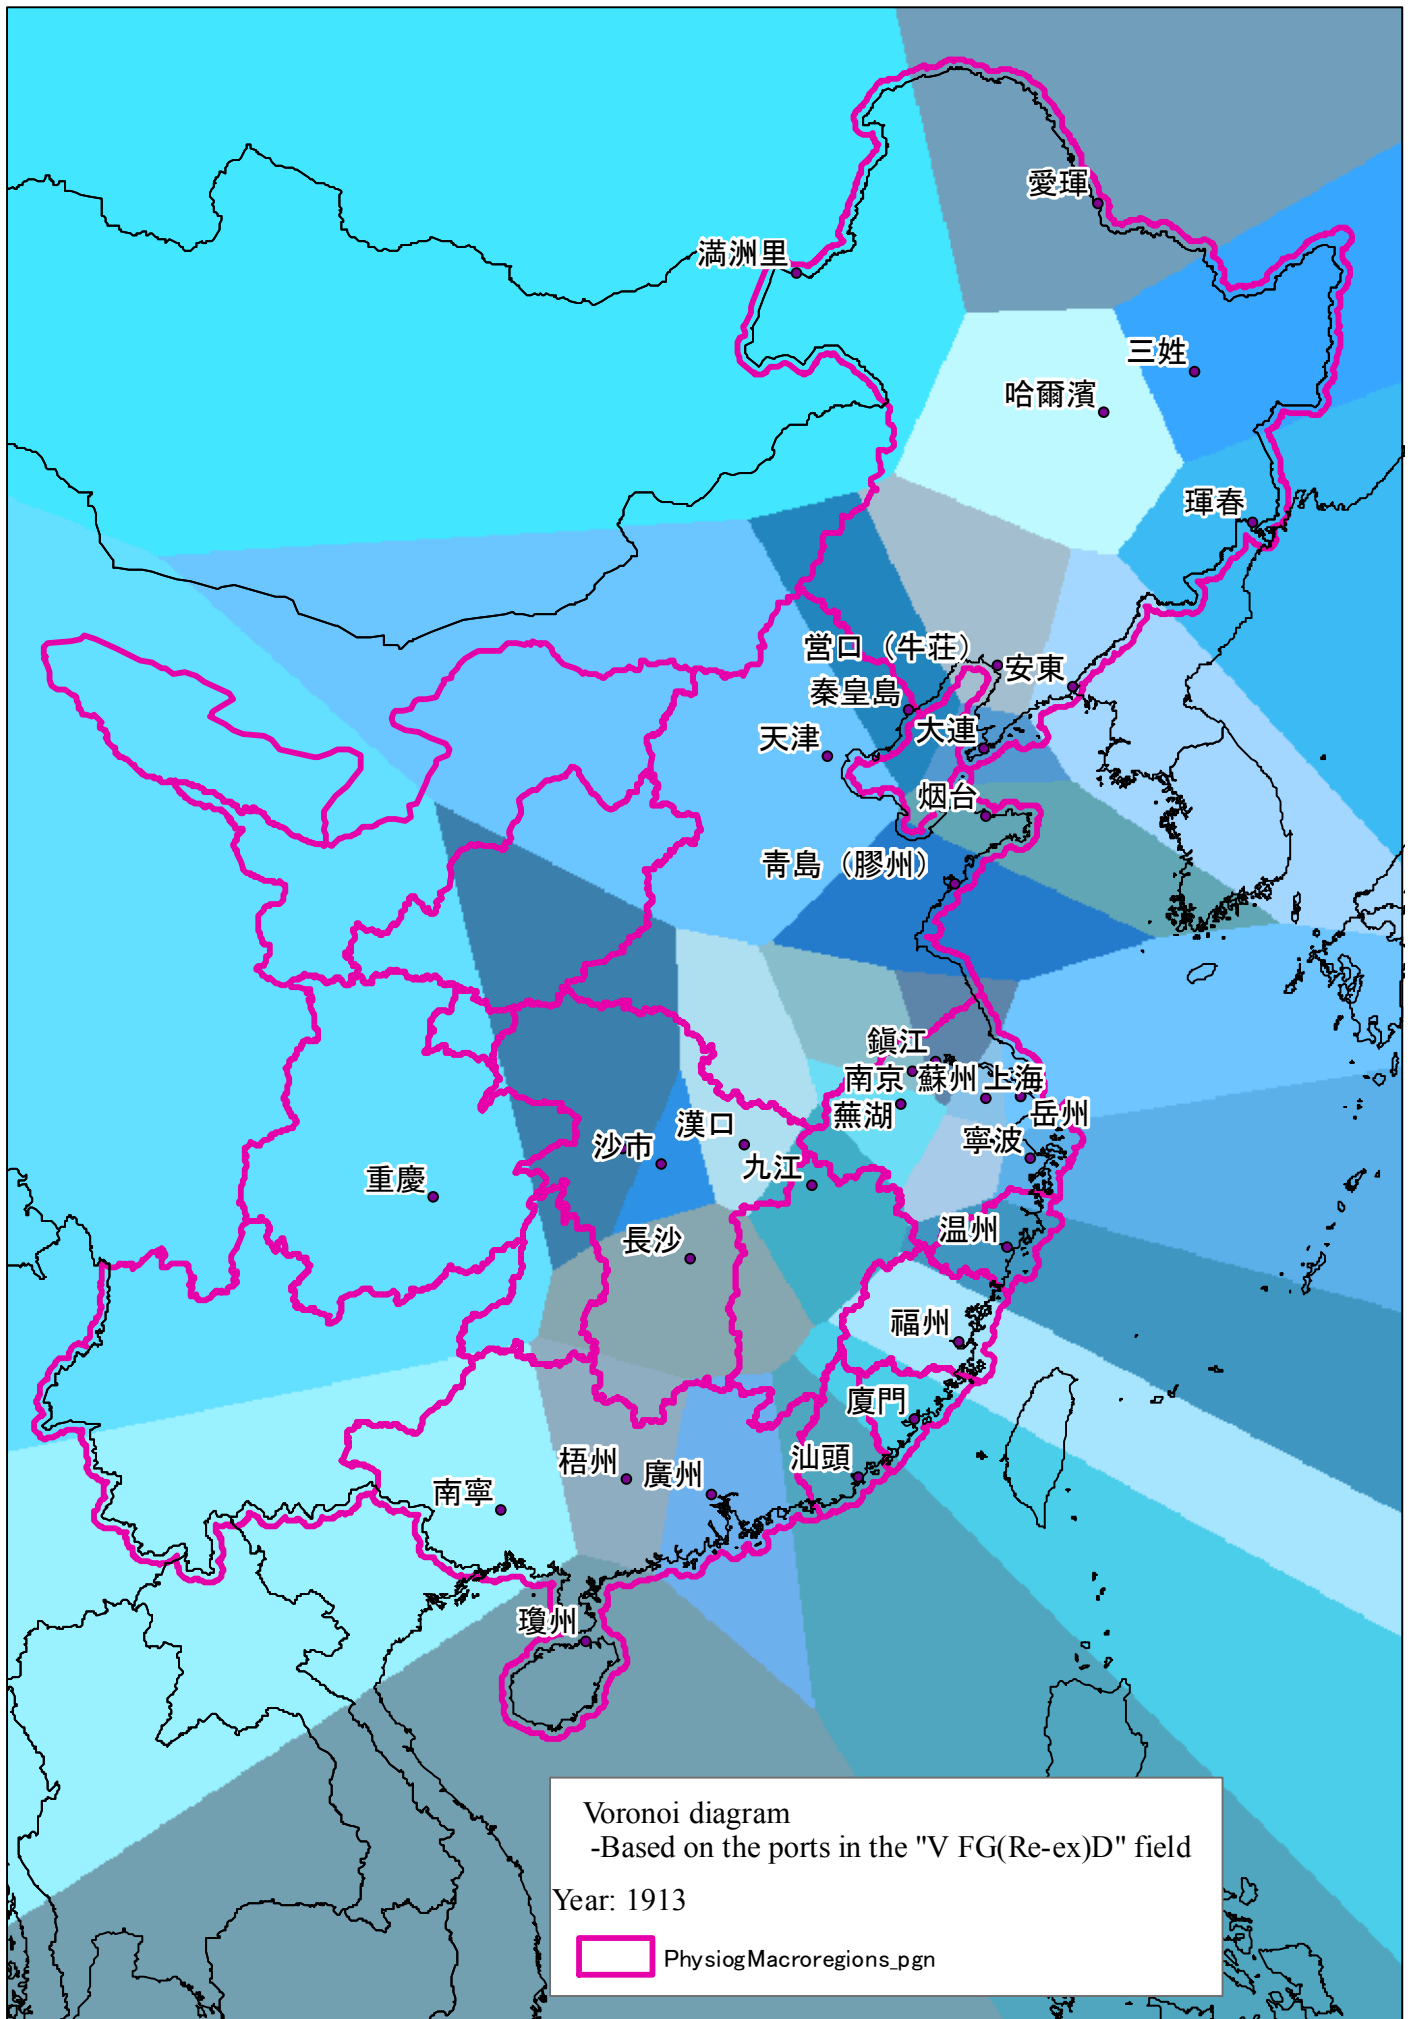 愛琿
満洲里
三姓
哈爾濱
琿春
営口（牛荘）
安東
秦皇島
大連
天津
烟台
青島（膠州）
鎭江
南京
蘇州
上海
蕪湖
岳州
漢口
寧波
沙市
九江
重慶
温州
長沙
福州
廈門
汕頭
梧州
廣州
南寧
瓊州
Voronoi diagram
-Based on the ports in the "V FG(Re-ex)D" field
Year: 1913
PhysiogMacroregions_pgn